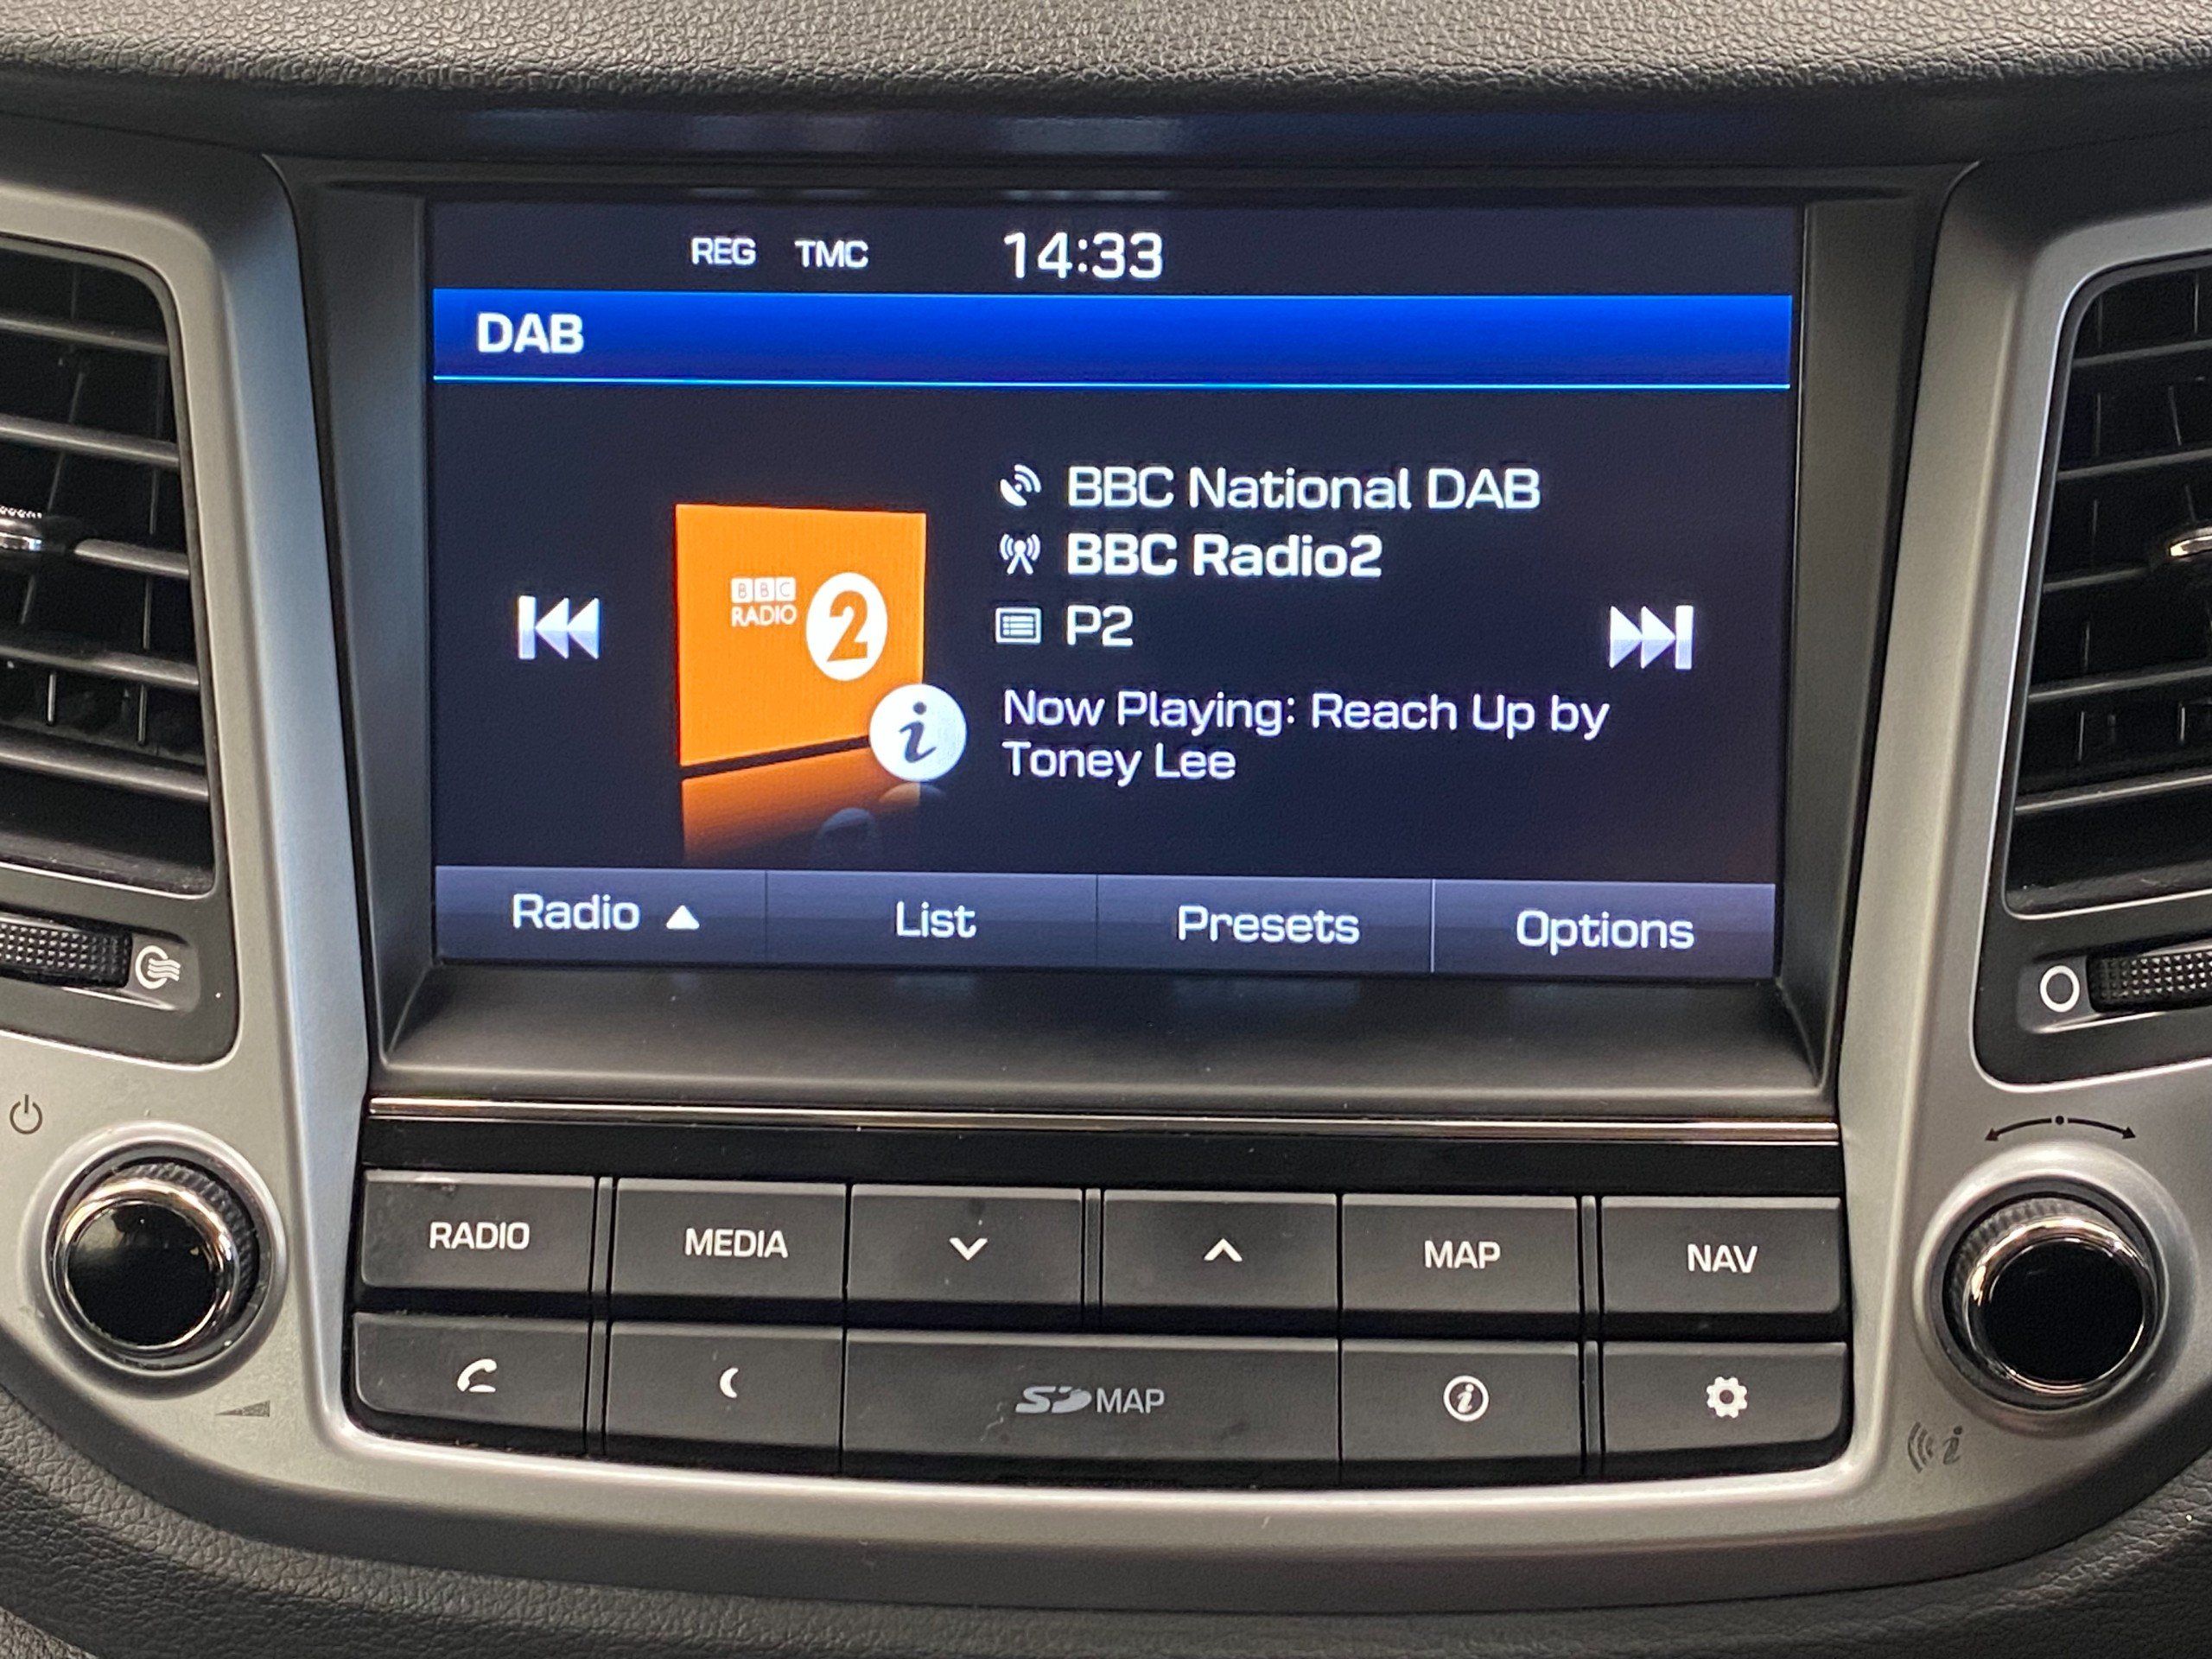 REG TMC 14:33
DAB
BBC National DAB
BBC Radio2
P2
BBC
RADIO 2
i
Now Playing: Reach Up by
Toney Lee
Radio List Presets Options
RADIO MEDIA MAP NAV
SD MAP i
i